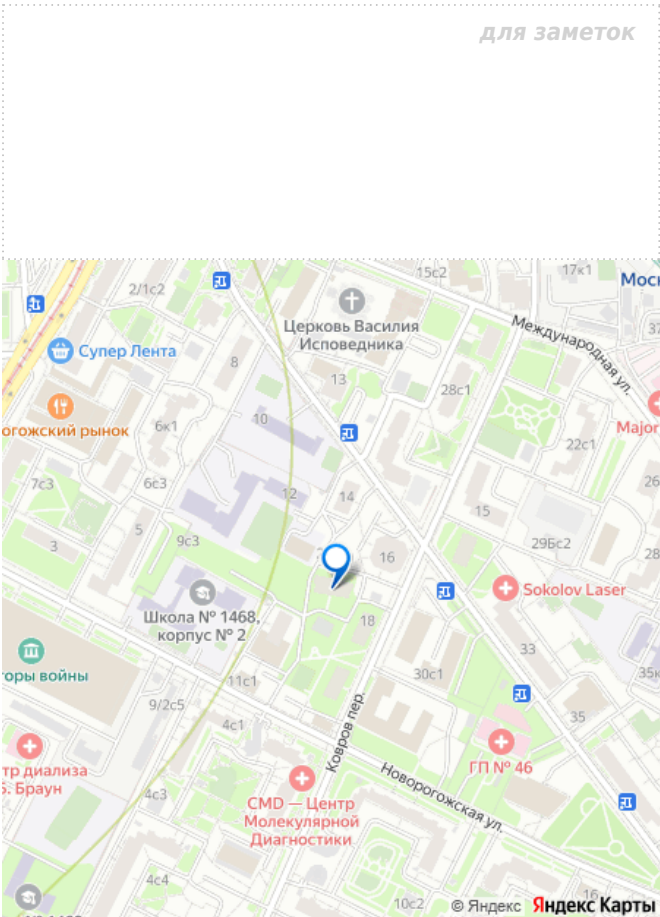 для заметок
15с2
17к1
Моск
2/1с2
Церковь Василия
Исповедника
Международная ул.
Супер Лента
8
13
28с1
10
огожский рынок
6к1
Major
22с1
7с3
6с3
12
14
26
5
15
3
9с3
16
29Бс2
Sokolov Laser
Школа № 1468,
корпус № 2
18
33
торы войны
11с1
30с1
35к
9/2с5
4с1
35
Ковров пер.
ГП № 46
тр диализа
Б. Браун
4с3
CMD — Центр
Молекулярной
Диагностики
Новорогожская ул.
4с4
10с2
16
© Яндекс Яндекс Карты